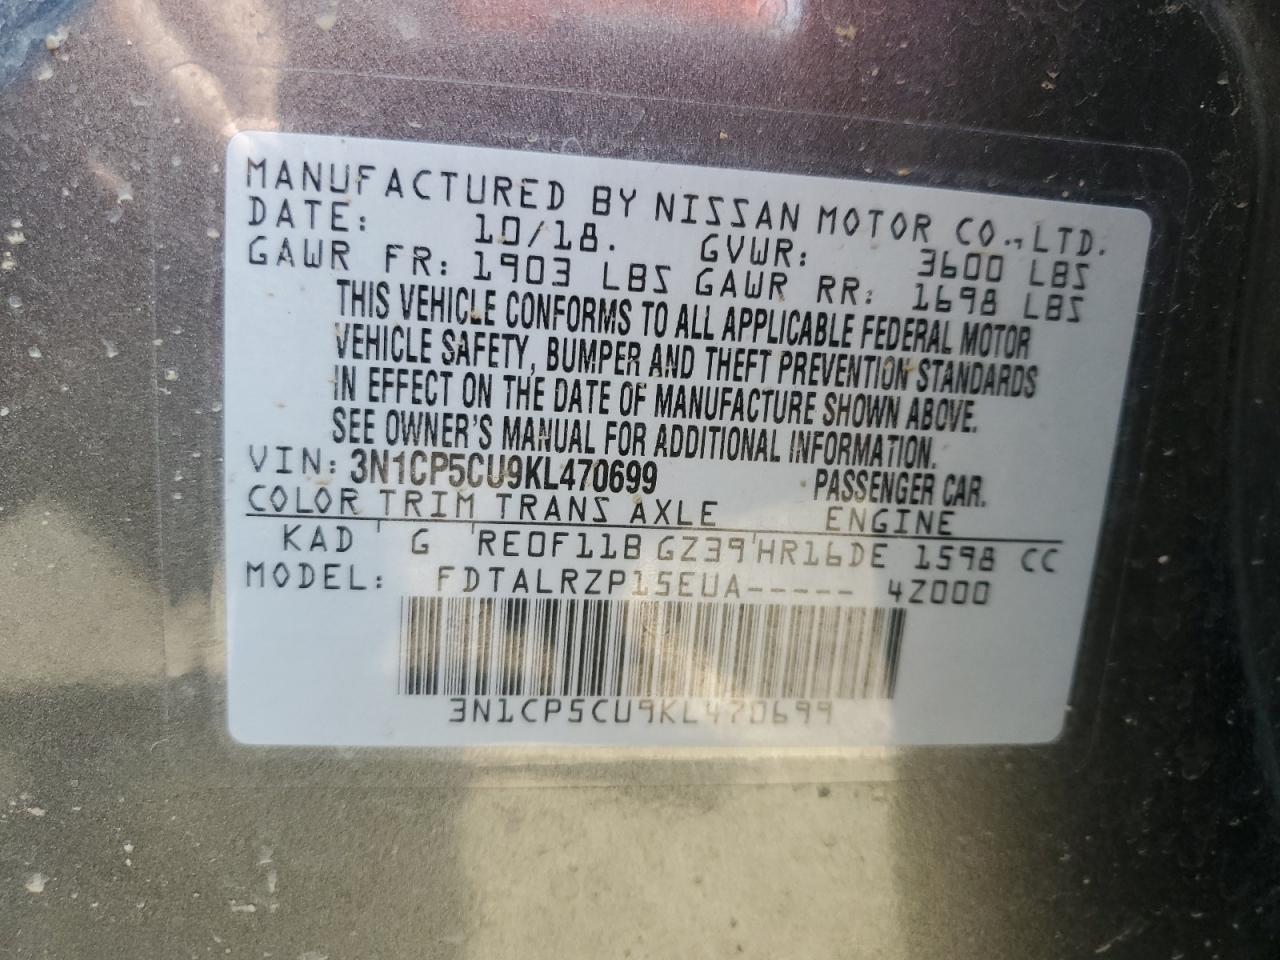 MANUFACTURED BY NISSAN MOTOR CO., LTD.
DATE: 10/18. GVWR: 3600 LBS
GAWR FR: 1903 LBS GAWR RR: 1698 LBS
THIS VEHICLE CONFORMS TO ALL APPLICABLE FEDERAL MOTOR
VEHICLE SAFETY, BUMPER AND THEFT PREVENTION STANDARDS
IN EFFECT ON THE DATE OF MANUFACTURE SHOWN ABOVE.
SEE OWNER'S MANUAL FOR ADDITIONAL INFORMATION.
VIN: 3N1CP5CU9KL470699 PASSENGER CAR.
COLOR TRIM TRANS AXLE ENGINE
KAD G RE0F11B GZ39 HR16DE 1598 CC
MODEL: FDTALRZP15EUA----- 4Z000
3N1CP5CU9KL470699